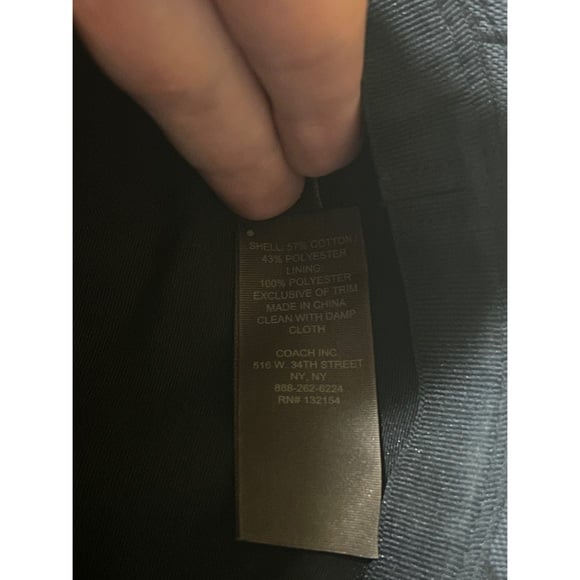 SHELL: 57% COTTON /
43% POLYESTER
LINING:
100% POLYESTER
EXCLUSIVE OF TRIM
MADE IN CHINA
CLEAN WITH DAMP
CLOTH
COACH INC.
516 W. 34TH STREET
NY, NY
888-262-6224
RN# 132154